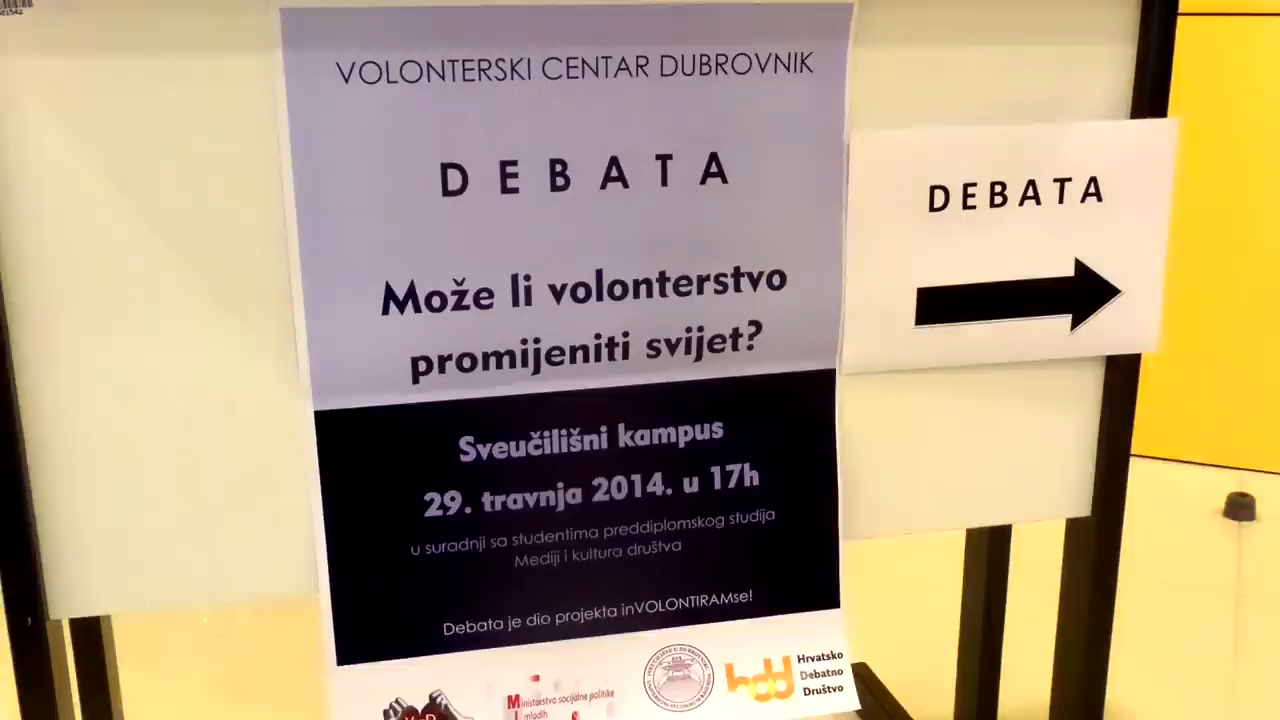 VOLONTERSKI CENTAR DUBROVNIK
DEBATA
Može li volonterstvo
promijeniti svijet?
Sveučilišni kampus
29. travnja 2014. u 17h
u suradnji sa studentima preddiplomskog studija
Mediji i kultura društva
Debata je dio projekta inVOLONTIRAMse!
Ministarstvo socijalne politike
i mladih
hdd
Hrvatsko
Debatno
Društvo
DEBATA